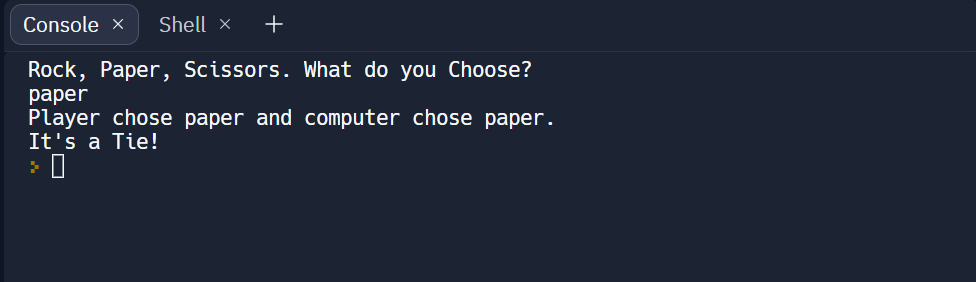 Console × Shell × +
Rock, Paper, Scissors. What do you Choose?
paper
Player chose paper and computer chose paper.
It's a Tie!